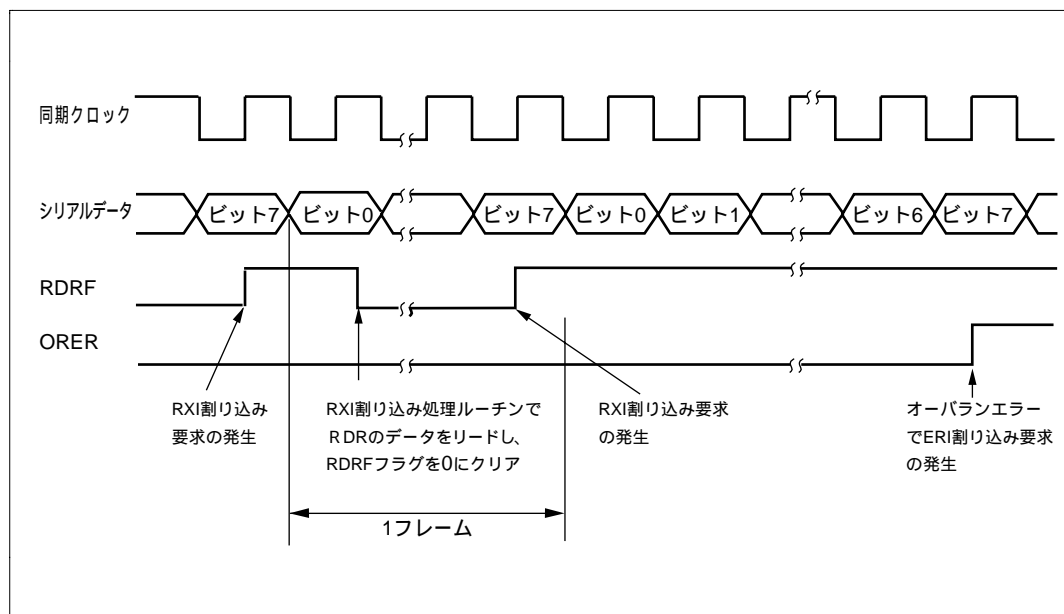 同期クロック
シリアルデータ
ビット7
ビット0
ビット7
ビット0
ビット1
ビット6
ビット7
RDRF
ORER
RXI割り込み
要求の発生
RXI割り込み処理ルーチンで
RDRのデータをリードし、
RDRFフラグを0にクリア
RXI割り込み要求
の発生
オーバランエラー
でERI割り込み要求
の発生
1フレーム